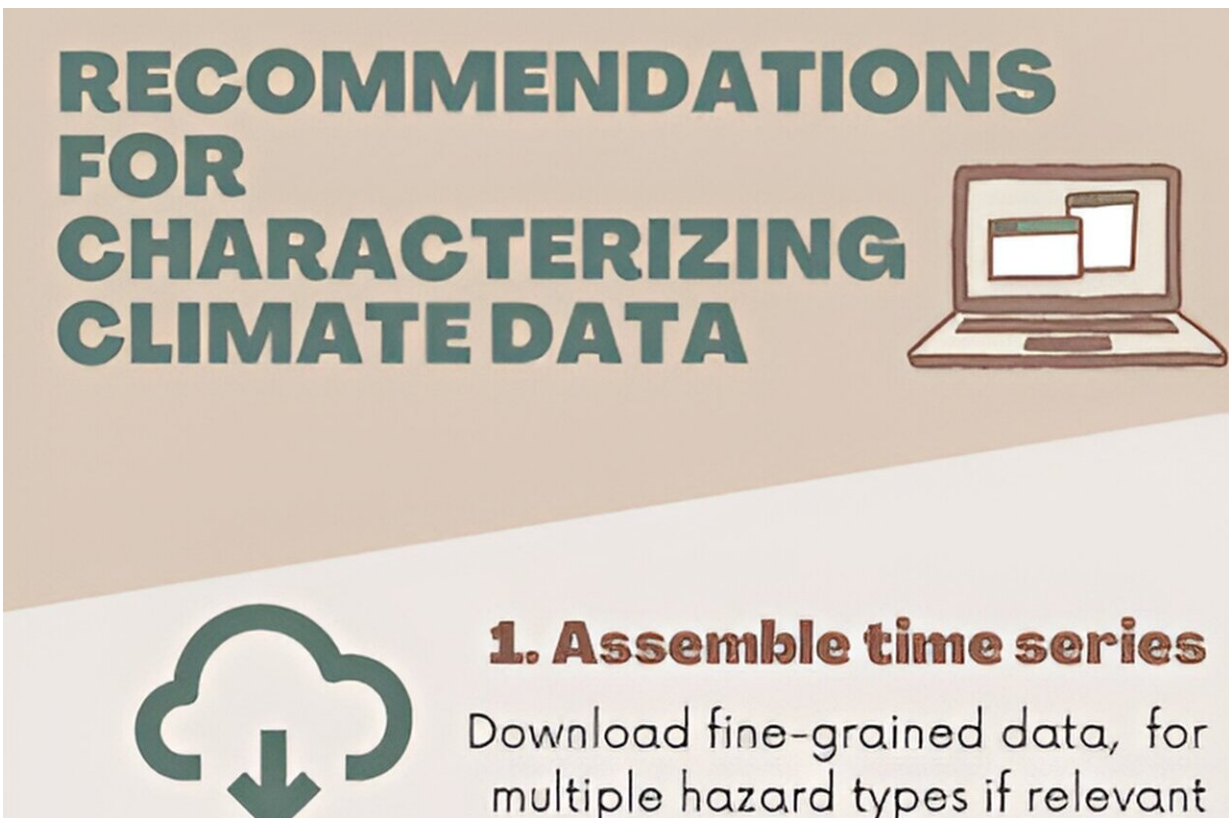 RECOMMENDATIONS
FOR
CHARACTERIZING
CLIMATE DATA
1. Assemble time series
Download fine-grained data, for
multiple hazard types if relevant